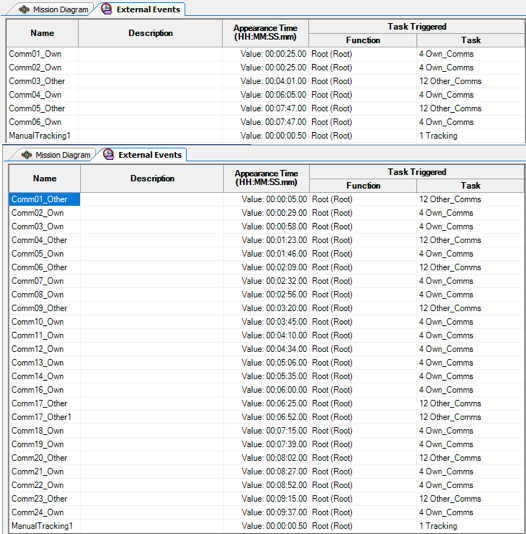 Mission Diagram External Events
Name Description Appearance Time (HH:MM:SS.mm) Task Triggered
Function Task
Comm01_Own Value: 00:00:25.00 Root (Root) 4 Own_Comms
Comm02_Own Value: 00:00:25.00 Root (Root) 4 Own_Comms
Comm03_Other Value: 00:04:01.00 Root (Root) 12 Other_Comms
Comm04_Own Value: 00:06:05.00 Root (Root) 4 Own_Comms
Comm05_Other Value: 00:07:47.00 Root (Root) 12 Other_Comms
Comm06_Own Value: 00:07:47.00 Root (Root) 4 Own_Comms
ManualTracking1 Value: 00:00:00.50 Root (Root) 1 Tracking
Mission Diagram External Events
Name Description Appearance Time (HH:MM:SS.mm) Task Triggered
Function Task
Comm01_Other Value: 00:00:05.00 Root (Root) 12 Other_Comms
Comm02_Own Value: 00:00:29.00 Root (Root) 4 Own_Comms
Comm03_Own Value: 00:00:58.00 Root (Root) 4 Own_Comms
Comm04_Other Value: 00:01:23.00 Root (Root) 12 Other_Comms
Comm05_Own Value: 00:01:46.00 Root (Root) 4 Own_Comms
Comm06_Other Value: 00:02:09.00 Root (Root) 12 Other_Comms
Comm07_Own Value: 00:02:32.00 Root (Root) 4 Own_Comms
Comm08_Own Value: 00:02:56.00 Root (Root) 4 Own_Comms
Comm09_Other Value: 00:03:20.00 Root (Root) 12 Other_Comms
Comm10_Own Value: 00:03:45.00 Root (Root) 4 Own_Comms
Comm11_Own Value: 00:04:10.00 Root (Root) 4 Own_Comms
Comm12_Own Value: 00:04:34.00 Root (Root) 4 Own_Comms
Comm13_Own Value: 00:05:06.00 Root (Root) 4 Own_Comms
Comm14_Own Value: 00:05:35.00 Root (Root) 4 Own_Comms
Comm16_Own Value: 00:06:00.00 Root (Root) 4 Own_Comms
Comm17_Other Value: 00:06:25.00 Root (Root) 12 Other_Comms
Comm17_Other1 Value: 00:06:52.00 Root (Root) 12 Other_Comms
Comm18_Own Value: 00:07:15.00 Root (Root) 4 Own_Comms
Comm19_Own Value: 00:07:39.00 Root (Root) 4 Own_Comms
Comm20_Other Value: 00:08:02.00 Root (Root) 12 Other_Comms
Comm21_Own Value: 00:08:27.00 Root (Root) 4 Own_Comms
Comm22_Own Value: 00:08:52.00 Root (Root) 4 Own_Comms
Comm23_Other Value: 00:09:15.00 Root (Root) 12 Other_Comms
Comm24_Own Value: 00:09:37.00 Root (Root) 4 Own_Comms
ManualTracking1 Value: 00:00:00.50 Root (Root) 1 Tracking